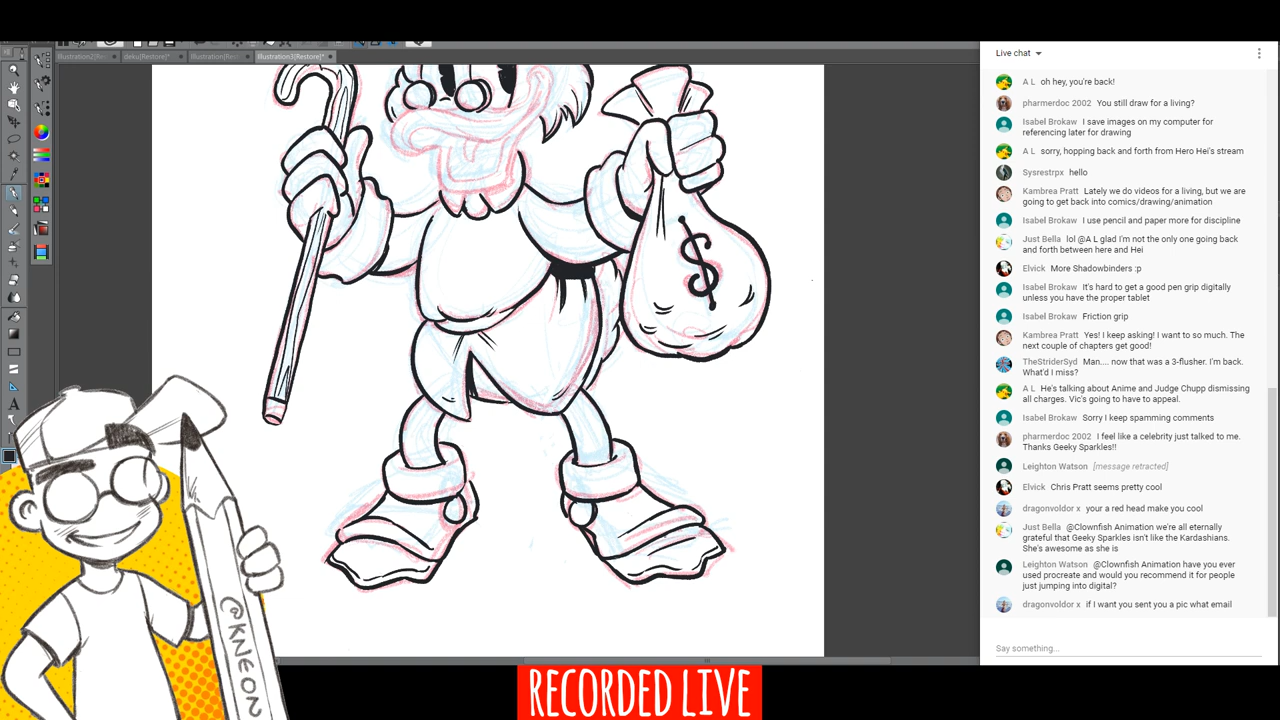 Illustration2(Res
deku(Restore)*
Illustration(Res
Illustration3(Restore)*
Live chat
A L oh hey, you're back!
pharmerdoc 2002 You still draw for a living?
Isabel Brokaw I save images on my computer for
referencing later for drawing
A L sorry, hopping back and forth from Hero Hei's stream
Sysrestrpx hello
Kambrea Pratt Lately we do videos for a living, but we are
going to get back into comics/drawing/animation
Isabel Brokaw I use pencil and paper more for discipline
Just Bella lol @A L glad I'm not the only one going back
and forth between here and Hei
Elvick More Shadowbinders :p
Isabel Brokaw It's hard to get a good pen grip digitally
unless you have the proper tablet
Isabel Brokaw Friction grip
Kambrea Pratt Yes! I keep asking! I want to so much. The
next couple of chapters get good!
TheStriderSyd Man.... now that was a 3-flusher. I'm back.
What'd I miss?
A L He's talking about Anime and Judge Chupp dismissing
all charges. Vic's going to have to appeal.
Isabel Brokaw Sorry I keep spamming comments
pharmerdoc 2002 I feel like a celebrity just talked to me.
Thanks Geeky Sparkles!!
Leighton Watson [message retracted]
Elvick Chris Pratt seems pretty cool
dragonvoldor x your a red head make you cool
Just Bella @Clownfish Animation we're all eternally
grateful that Geeky Sparkles isn't like the Kardashians.
She's awesome as she is
Leighton Watson @Clownfish Animation have you ever
used procreate and would you recommend it for people
just jumping into digital?
dragonvoldor x if I want you sent you a pic what email
Say something...
$
@KNEON
RECORDED LIVE